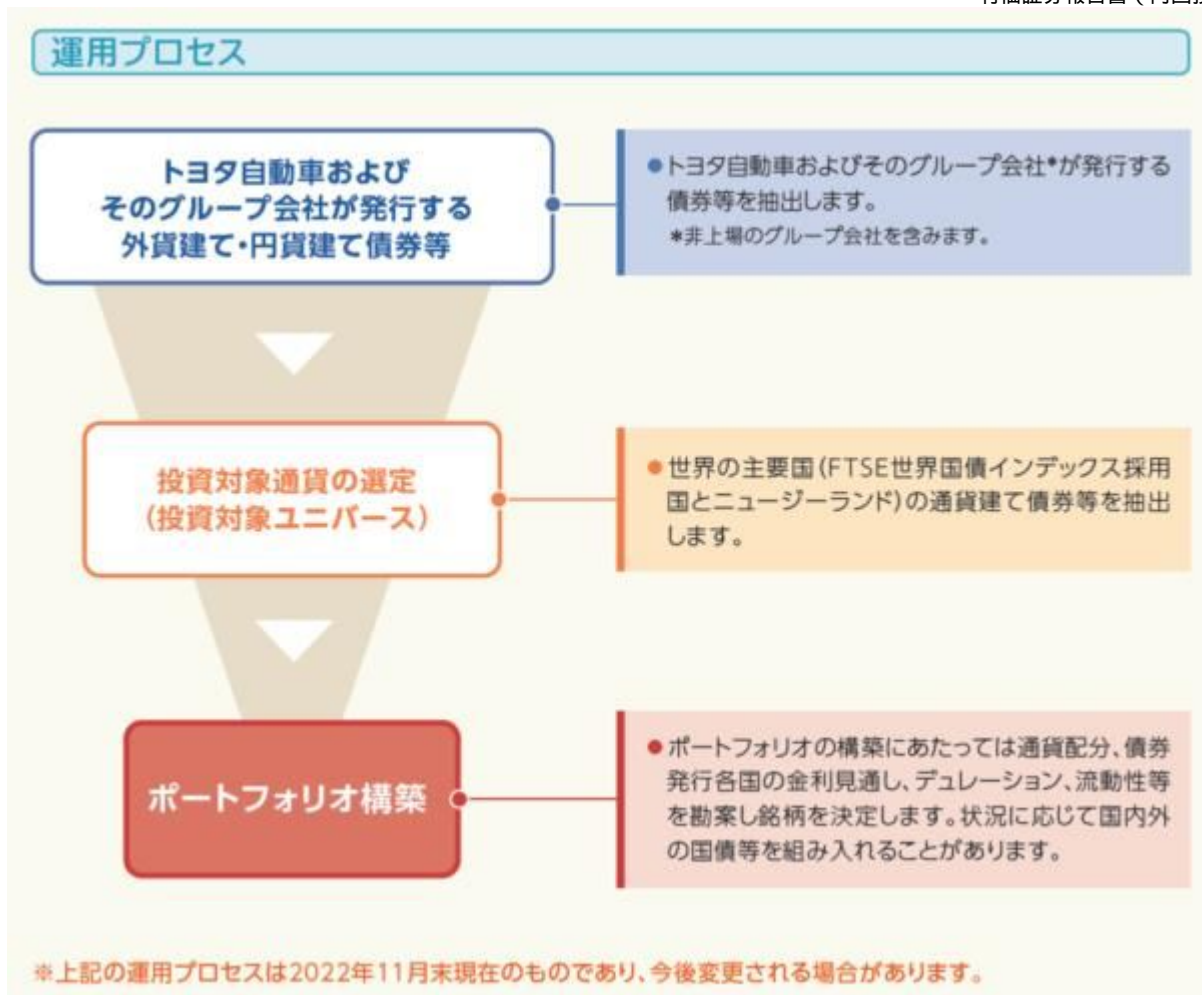 運用プロセス
トヨタ自動車および
そのグループ会社が発行する
外貨建て・円貨建て債券等
●トヨタ自動車およびそのグループ会社*が発行する
債券等を抽出します。
*非上場のグループ会社を含みます。
投資対象通貨の選定
（投資対象ユニバース）
●世界の主要国（FTSE世界国債インデックス採用
国とニュージーランド）の通貨建て債券等を抽出
します。
ポートフォリオ構築
●ポートフォリオの構築にあたっては通貨配分、債券
発行各国の金利見通し、デュレーション、流動性等
を勘案し銘柄を決定します。状況に応じて国内外
の国債等を組み入れることがあります。
※上記の運用プロセスは2022年11月末現在のものであり、今後変更される場合があります。